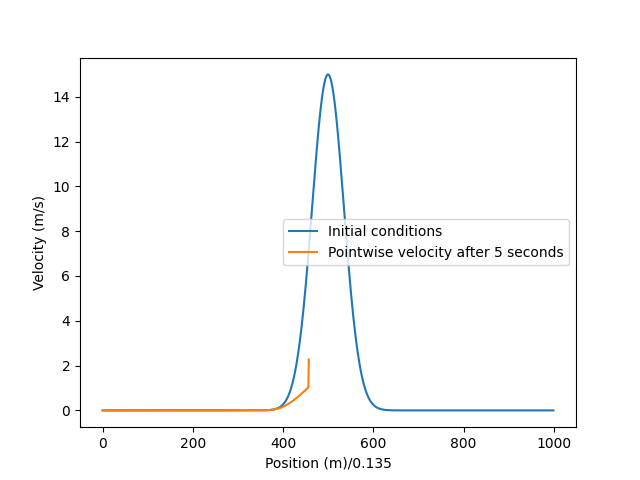 14
12
10
8
6
4
2
0
Velocity (m/s)
Initial conditions
Pointwise velocity after 5 seconds
0 200 400 600 800 1000
Position (m)/0.135